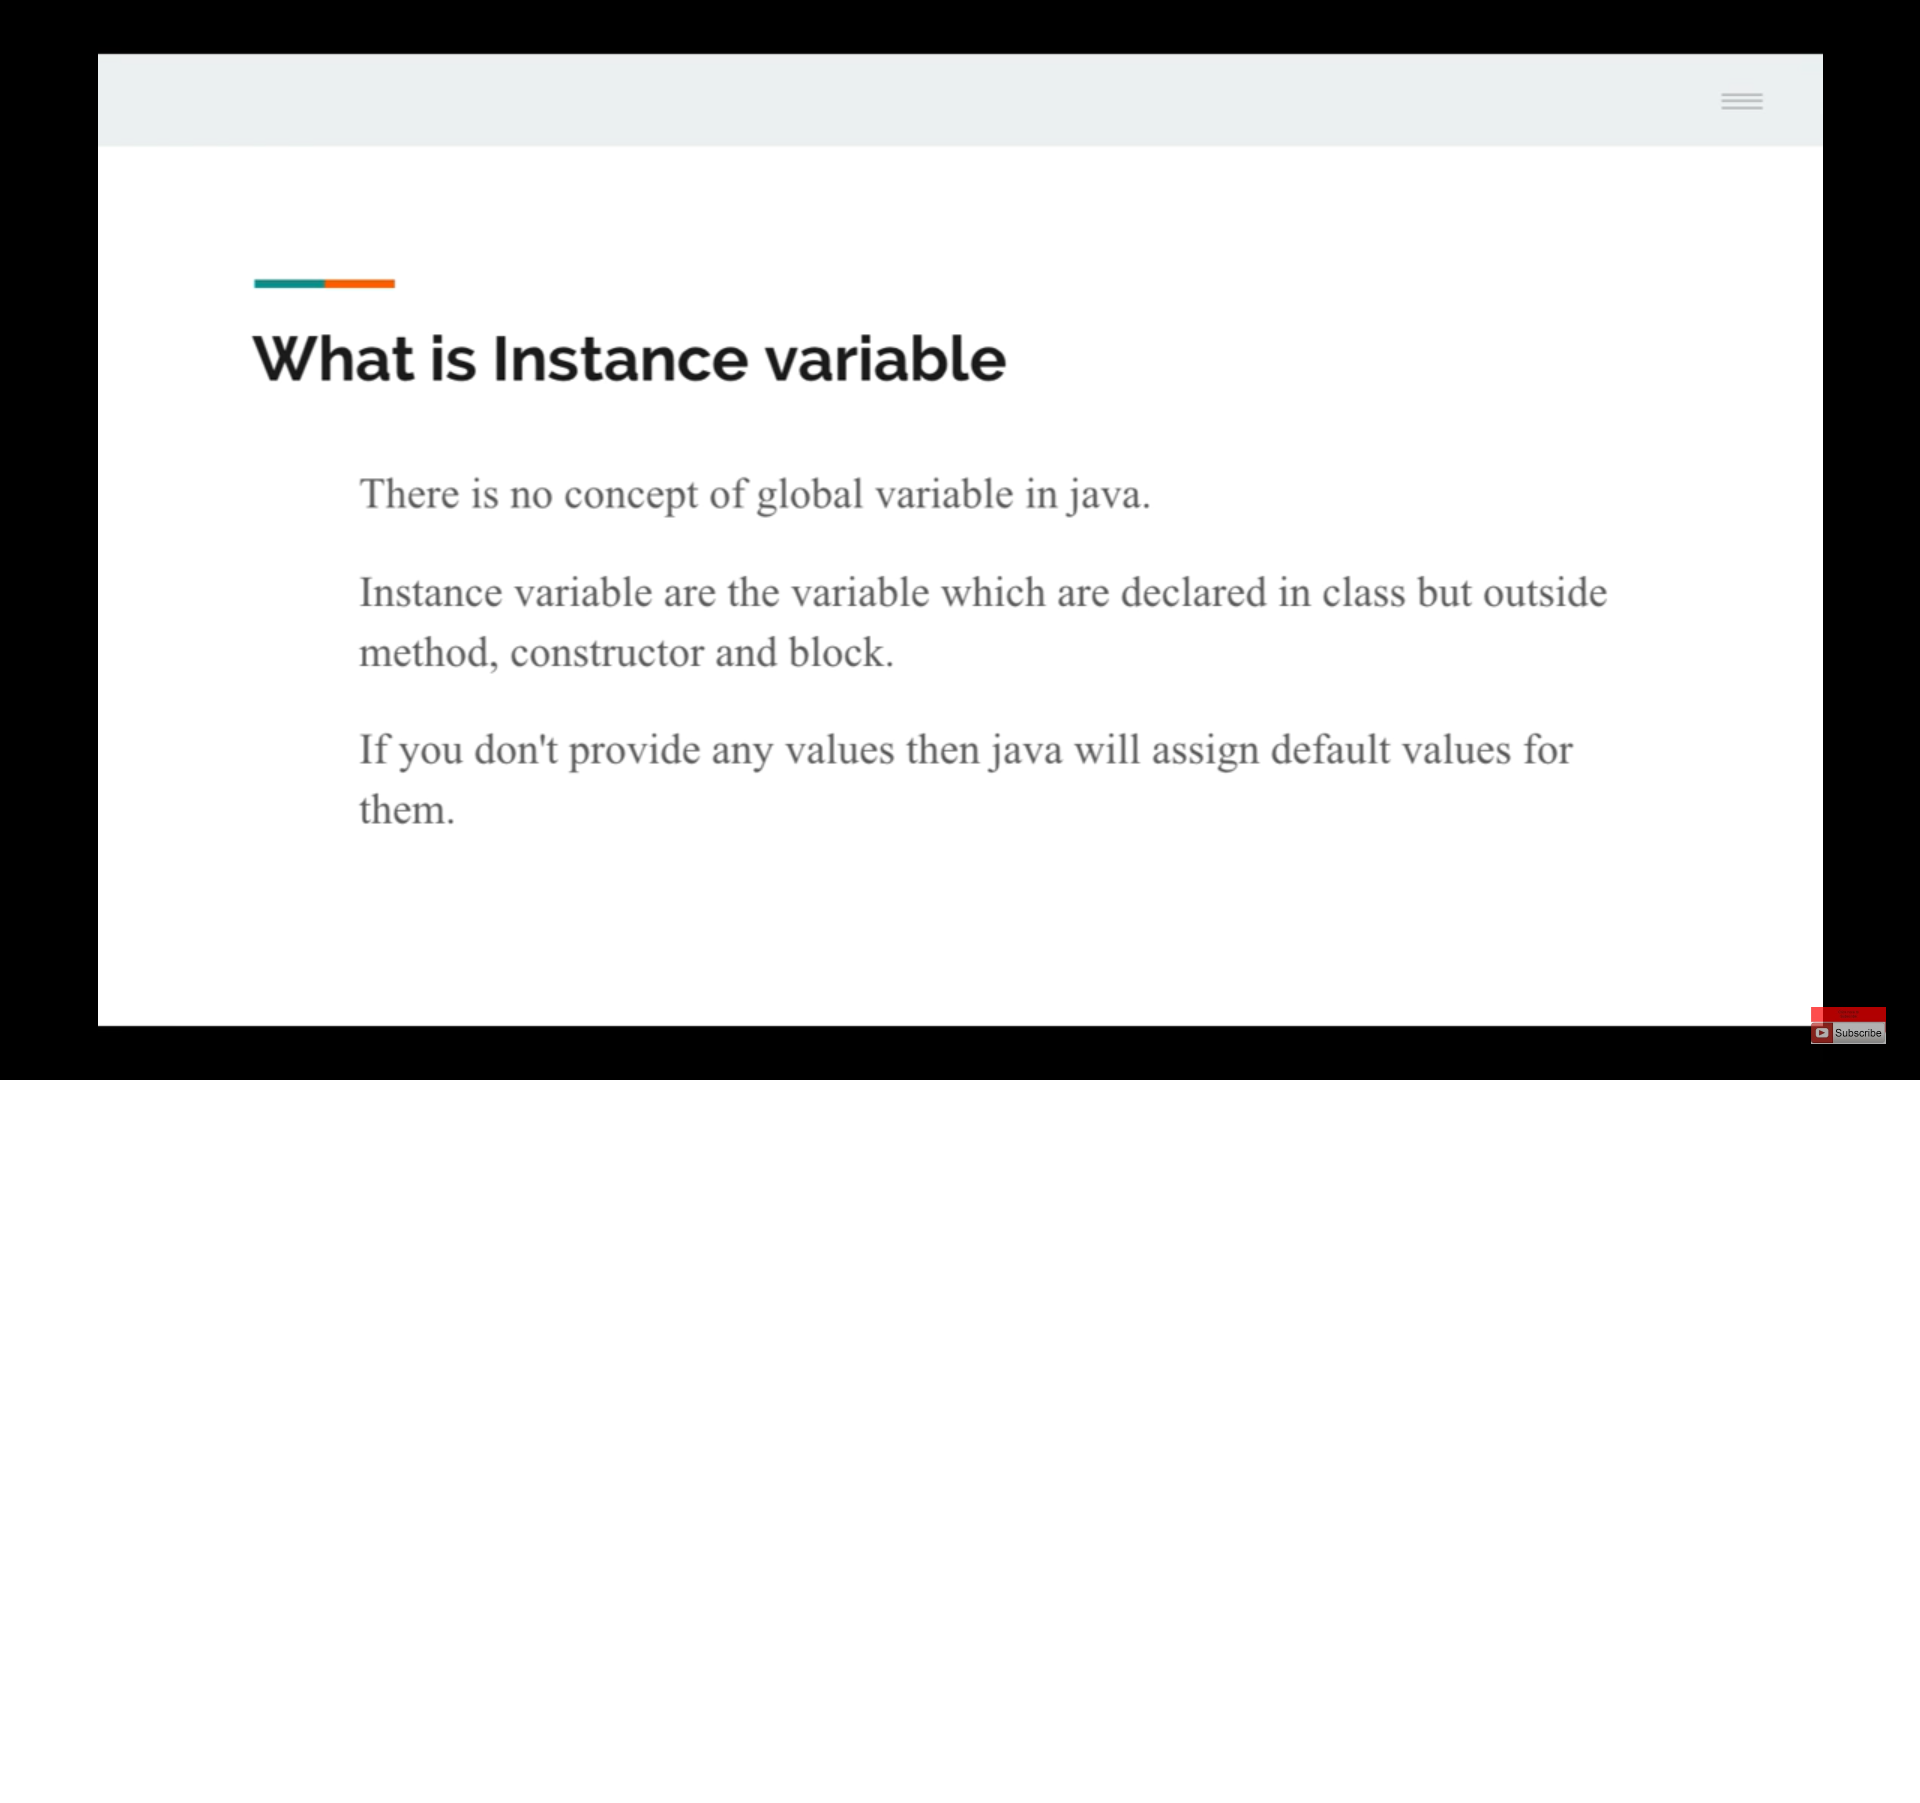 What is Instance variable
There is no concept of global variable in java.
Instance variable are the variable which are declared in class but outside
method, constructor and block.
If you don't provide any values then java will assign default values for
them.
Subscribe